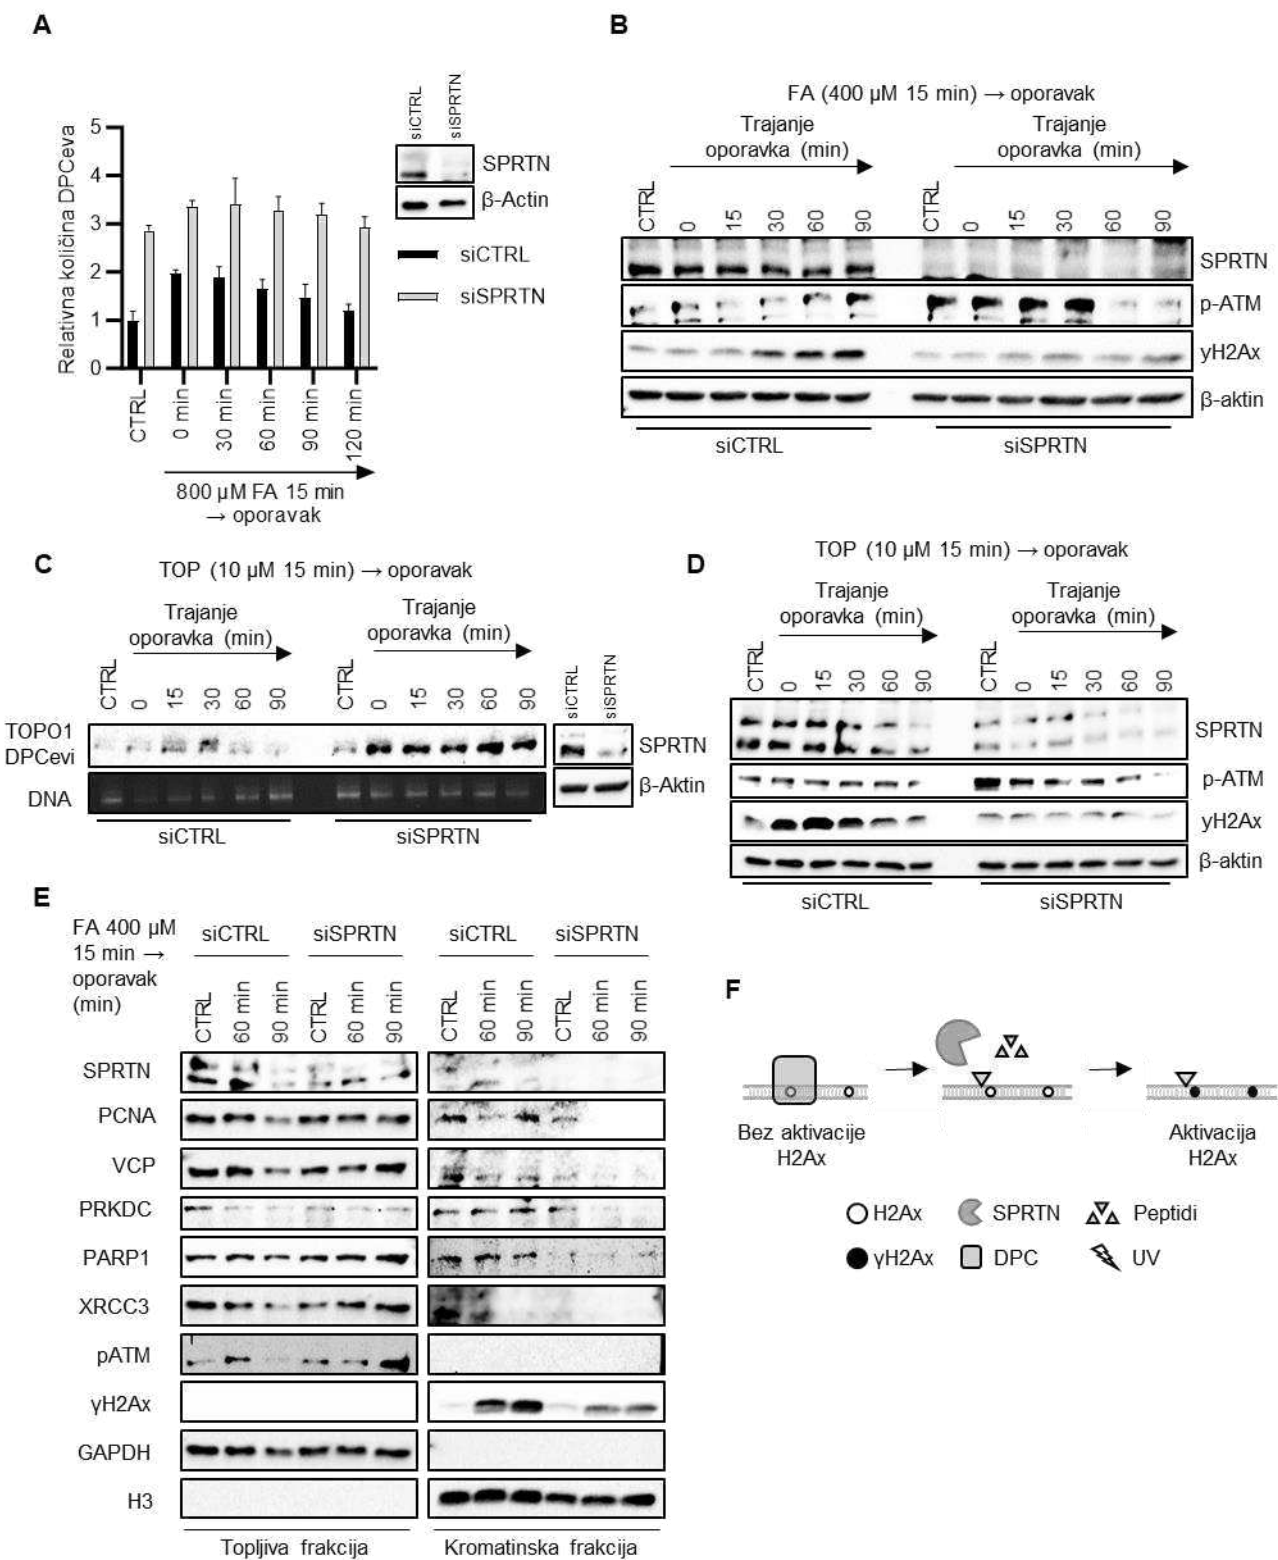 A
Relativna količina DPCeva
5
4
3
2
1
0
CTRL
0 min
30 min
60 min
90 min
120 min
800 µM FA 15 min
→ oporavak
siCTRL
siSPRTN
SPRTN
β-Actin
siCTRL
siSPRTN
B
FA (400 µM 15 min) → oporavak
Trajanje
oporavka (min)
Trajanje
oporavka (min)
CTRL 0 15 30 60 90 CTRL 0 15 30 60 90
SPRTN
p-ATM
yH2Ax
β-aktin
siCTRL siSPRTN
C
TOP (10 µM 15 min) → oporavak
Trajanje
oporavka (min)
Trajanje
oporavka (min)
CTRL 0 15 30 60 90 CTRL 0 15 30 60 90
TOPO1
DPCevi
DNA
siCTRL siSPRTN
siCTRL siSPRTN
SPRTN
β-Aktin
D
TOP (10 µM 15 min) → oporavak
Trajanje
oporavka (min)
Trajanje
oporavka (min)
CTRL 0 15 30 60 90 CTRL 0 15 30 60 90
SPRTN
p-ATM
yH2Ax
β-aktin
siCTRL siSPRTN
E
FA 400 µM
15 min →
oporavak
(min)
siCTRL siSPRTN siCTRL siSPRTN
CTRL 60 min 90 min CTRL 60 min 90 min CTRL 60 min 90 min CTRL 60 min 90 min
SPRTN
PCNA
VCP
PRKDC
PARP1
XRCC3
pATM
γH2Ax
GAPDH
H3
Topljiva frakcija Kromatinska frakcija
F
Bez aktivacije
H2Ax
Aktivacija
H2Ax
H2Ax SPRTN Peptidi
γH2Ax DPC UV